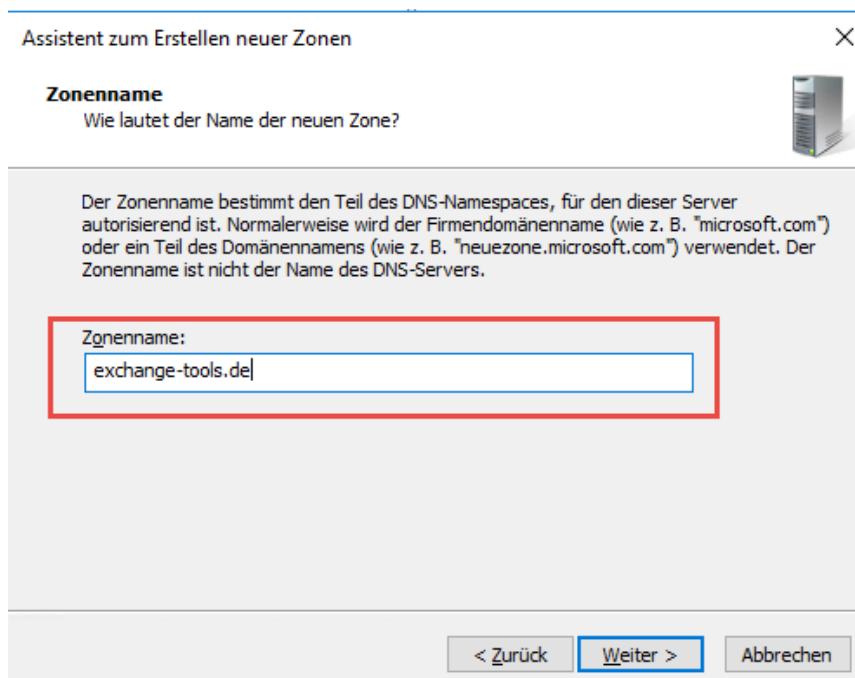 Assistent zum Erstellen neuer Zonen
Zonenname
Wie lautet der Name der neuen Zone?
Der Zonenname bestimmt den Teil des DNS-Namespaces, für den dieser Server
autorisierend ist. Normalerweise wird der Firmendomänenname (wie z. B. "microsoft.com")
oder ein Teil des Domänennamens (wie z. B. "neuezone.microsoft.com") verwendet. Der
Zonenname ist nicht der Name des DNS-Servers.
Zonenname:
exchange-tools.de
< Zurück Weiter > Abbrechen